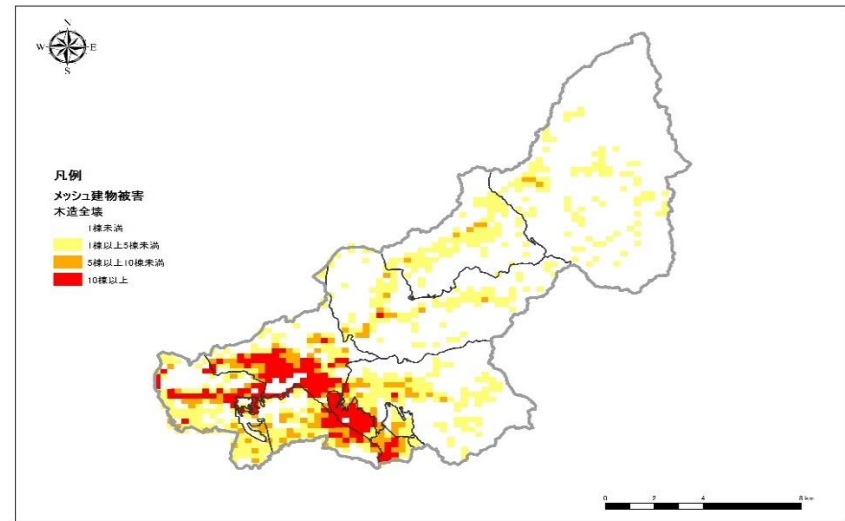 N
W E
S
凡例
メッシュ建物被害
木造全壊
1棟未満
1棟以上5棟未満
5棟以上10棟未満
10棟以上
0 2 4 8 km